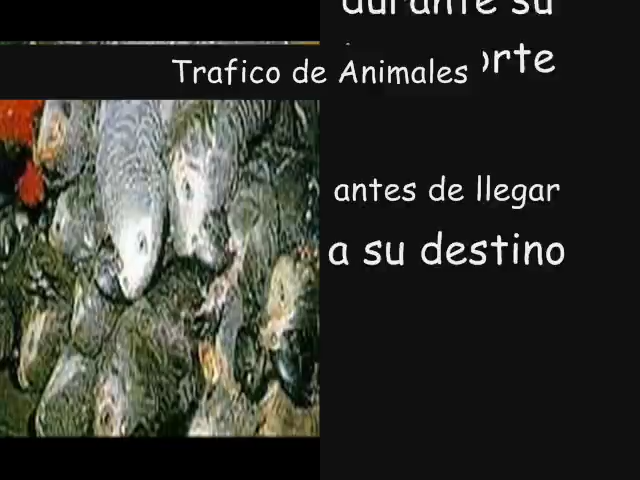 durante su
Trafico de Animales
antes de llegar
a su destino